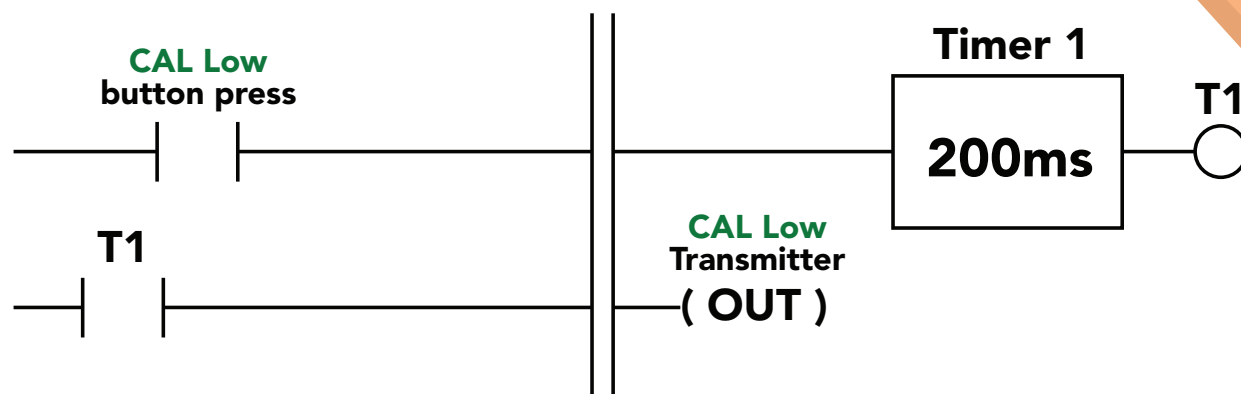 CAL Low
button press
Timer 1
200ms
T1
T1
CAL Low
Transmitter
( OUT )